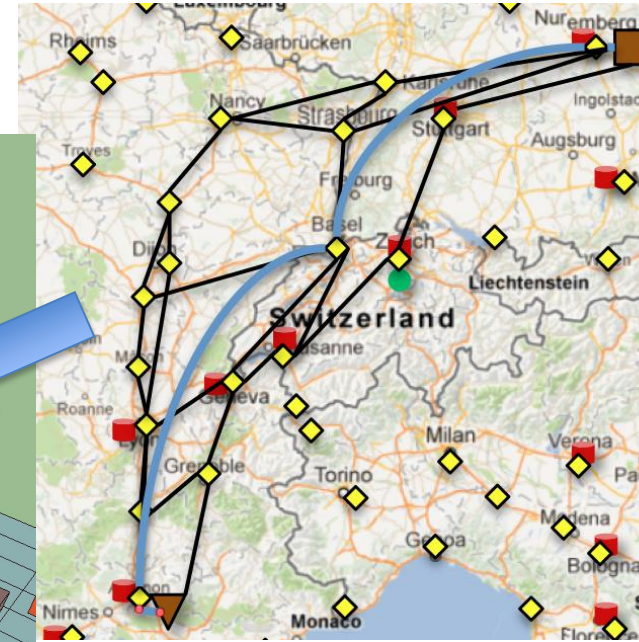 Luxembourg
Nuremberg
Rheims
Saarbrücken
Karlsruhe
Nancy
Strasbourg
Ingolstadt
Stuttgart
Troyes
Augsburg
Freiburg
Basel
Zurich
Dijon
Liechtenstein
Switzerland
Lausanne
Geneva
Roanne
Lyon
Milan
Verona
Grenoble
Torino
Modena
Genoa
Bologna
Nimes
Monaco